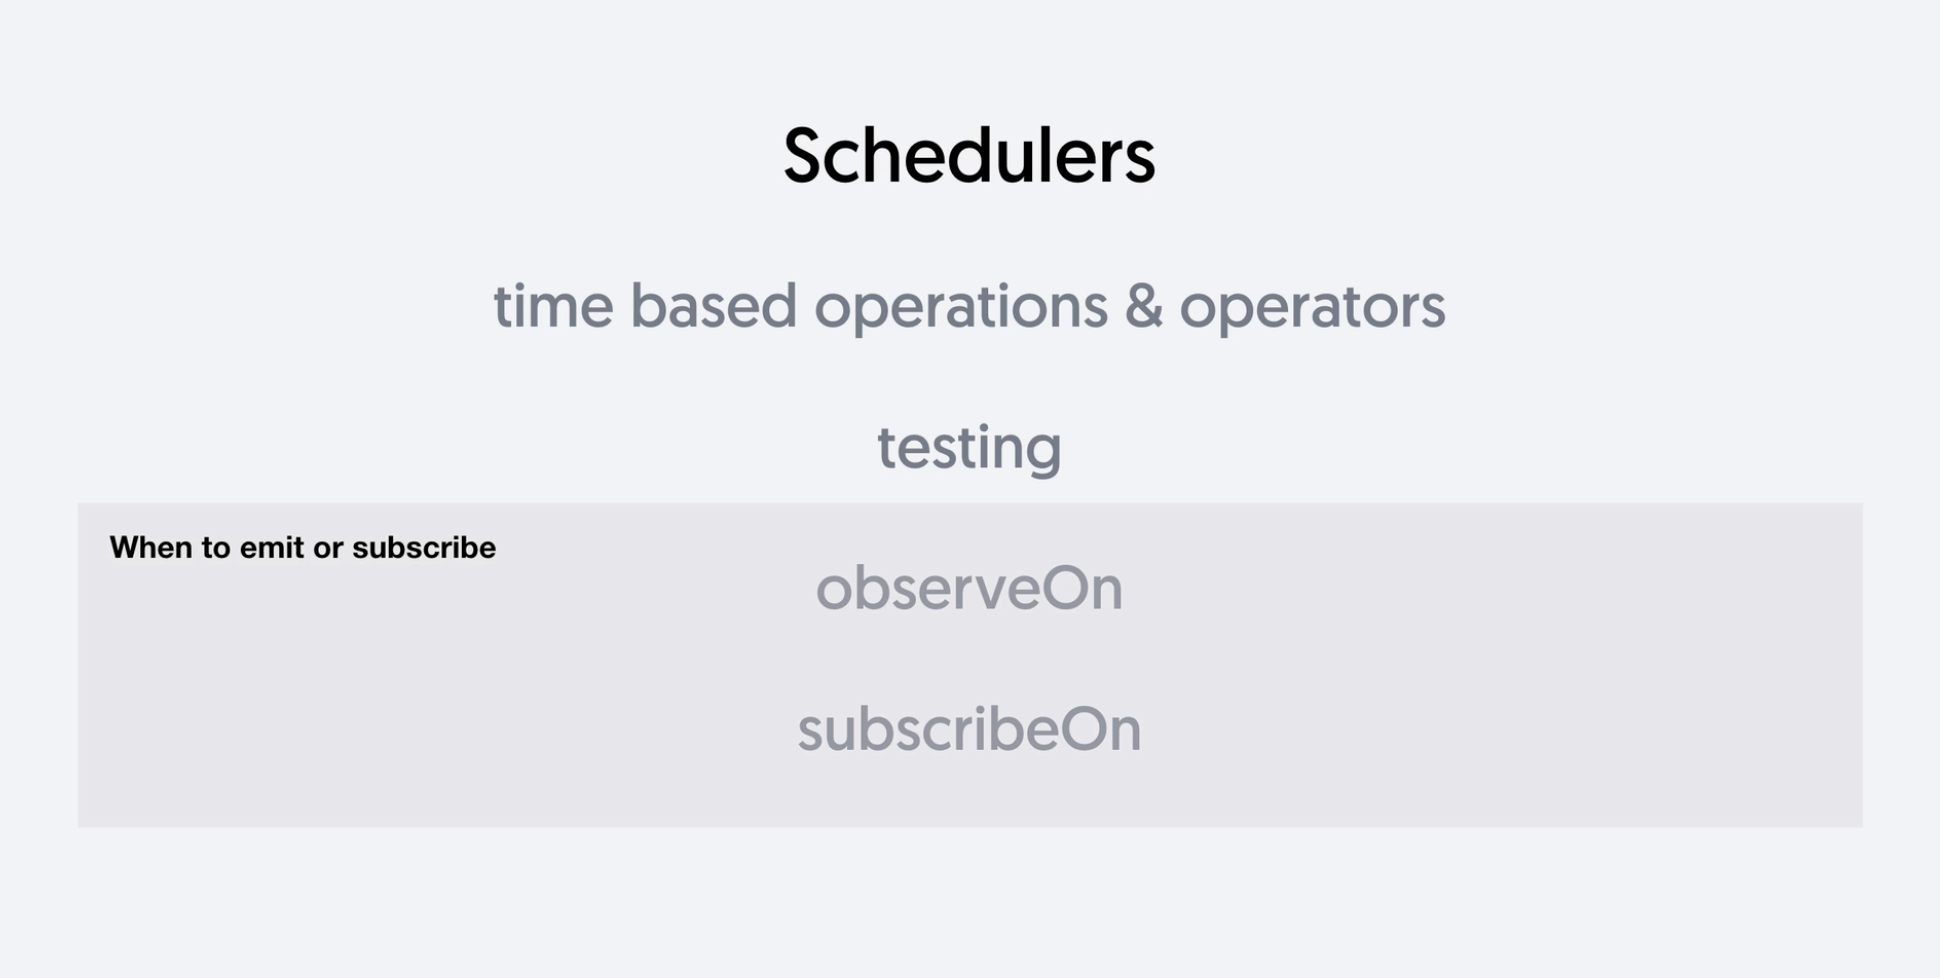 Schedulers
time based operations & operators
testing
When to emit or subscribe
observeOn
subscribeOn